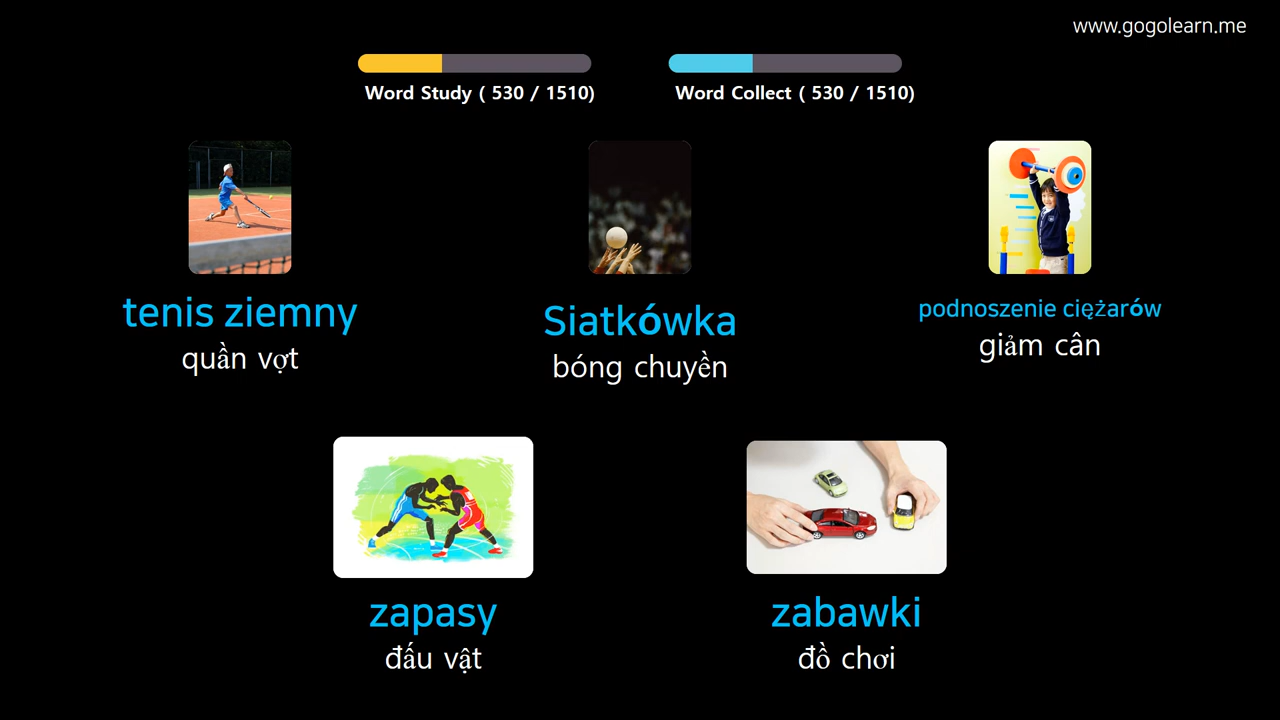 www.gogolearn.me
Word Study ( 530 / 1510)
Word Collect ( 530 / 1510)
tenis ziemny
quần vợt
Siatkówka
bóng chuyền
podnoszenie ciężarów
giảm cân
zapasy
đấu vật
zabawki
đồ chơi